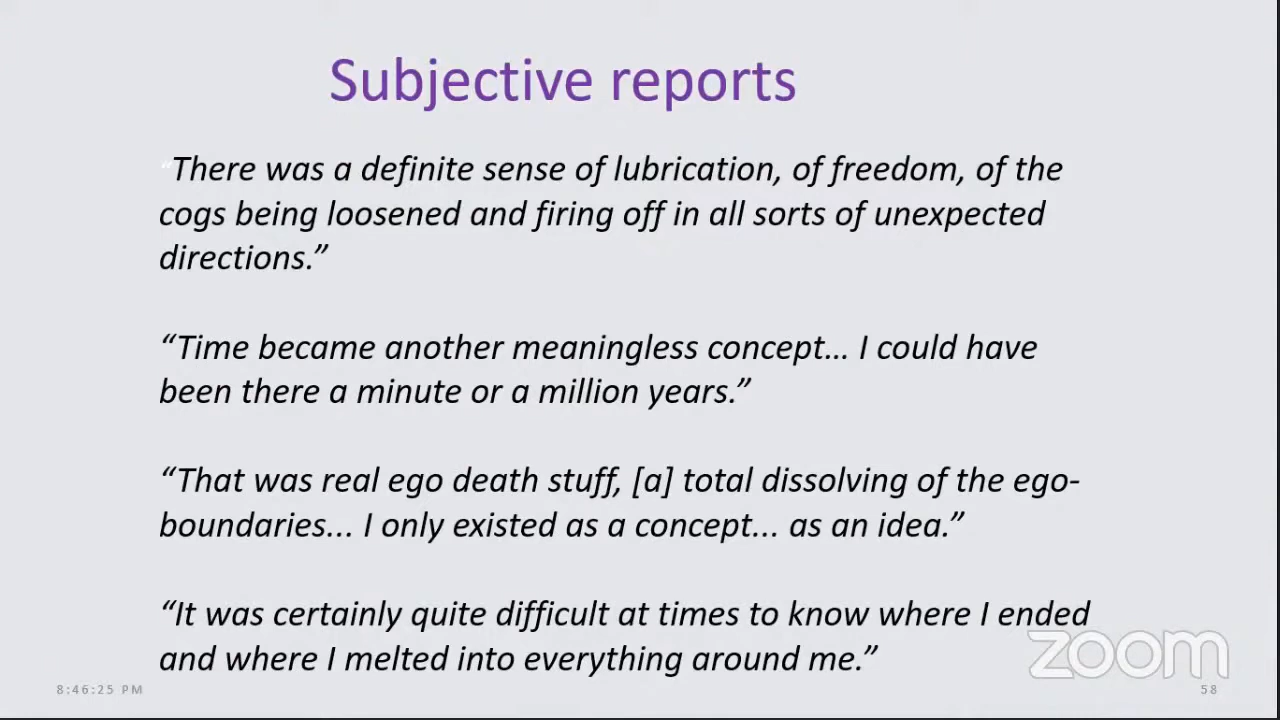 Subjective reports
“There was a definite sense of lubrication, of freedom, of the
cogs being loosened and firing off in all sorts of unexpected
directions.”
“Time became another meaningless concept... I could have
been there a minute or a million years.”
“That was real ego death stuff, [a] total dissolving of the ego-
boundaries... I only existed as a concept... as an idea.”
“It was certainly quite difficult at times to know where I ended
and where I melted into everything around me.”
zoom
8:46:25 PM
58